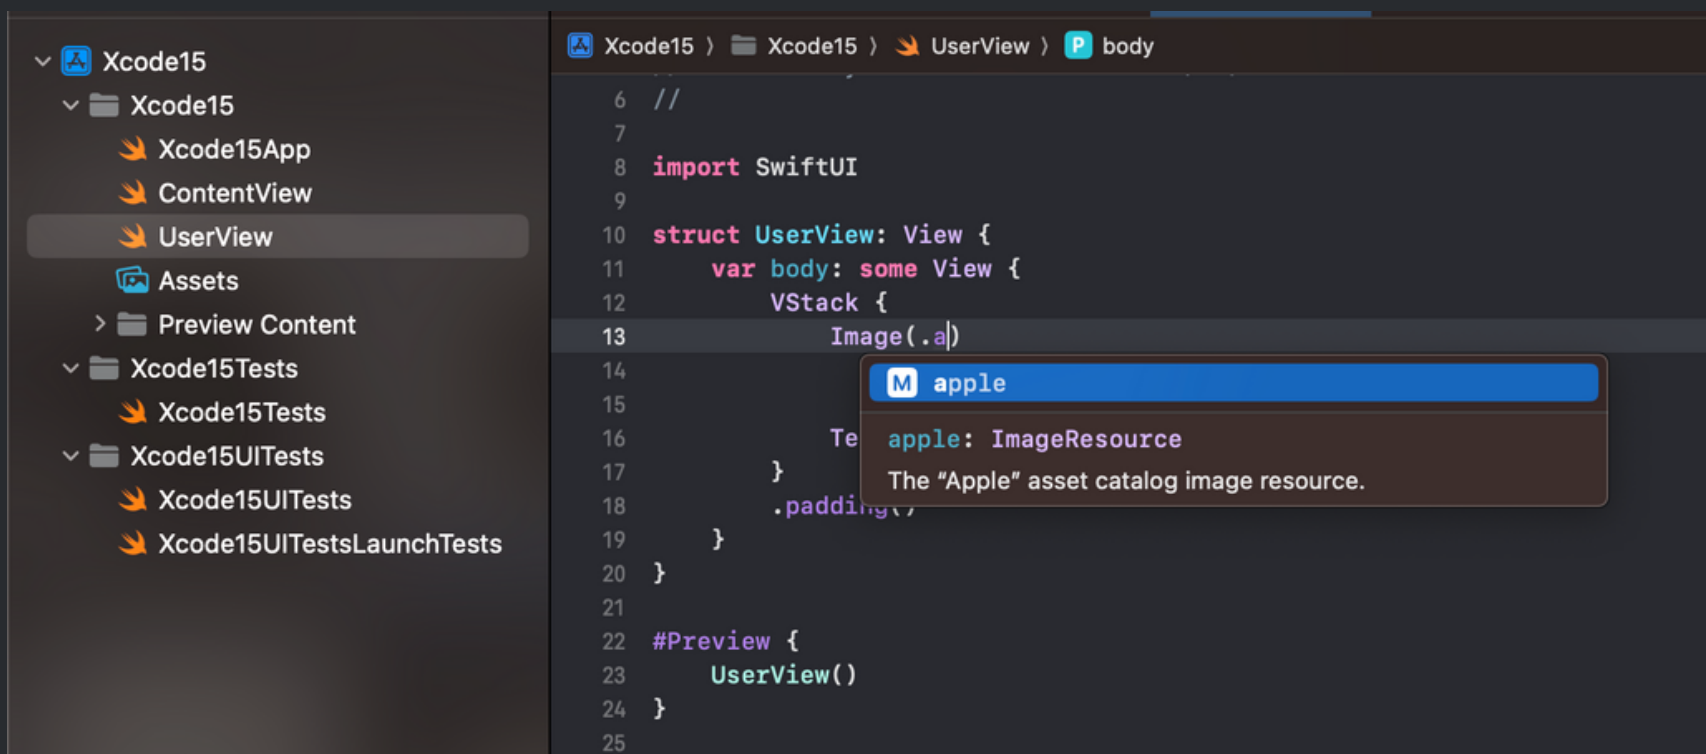 Xcode15
Xcode15
Xcode15App
ContentView
UserView
Assets
Preview Content
Xcode15Tests
Xcode15Tests
Xcode15UITests
Xcode15UITests
Xcode15UITestsLaunchTests
Xcode15 〉 Xcode15 〉 UserView 〉 P body
6 //
7
8 import SwiftUI
9
10 struct UserView: View {
11 var body: some View {
12 VStack {
13 Image(.a)
M apple
14
15
apple: ImageResource
16 Te
The “Apple” asset catalog image resource.
17 }
18 .padding()
19 }
20 }
21
22 #Preview {
23 UserView()
24 }
25